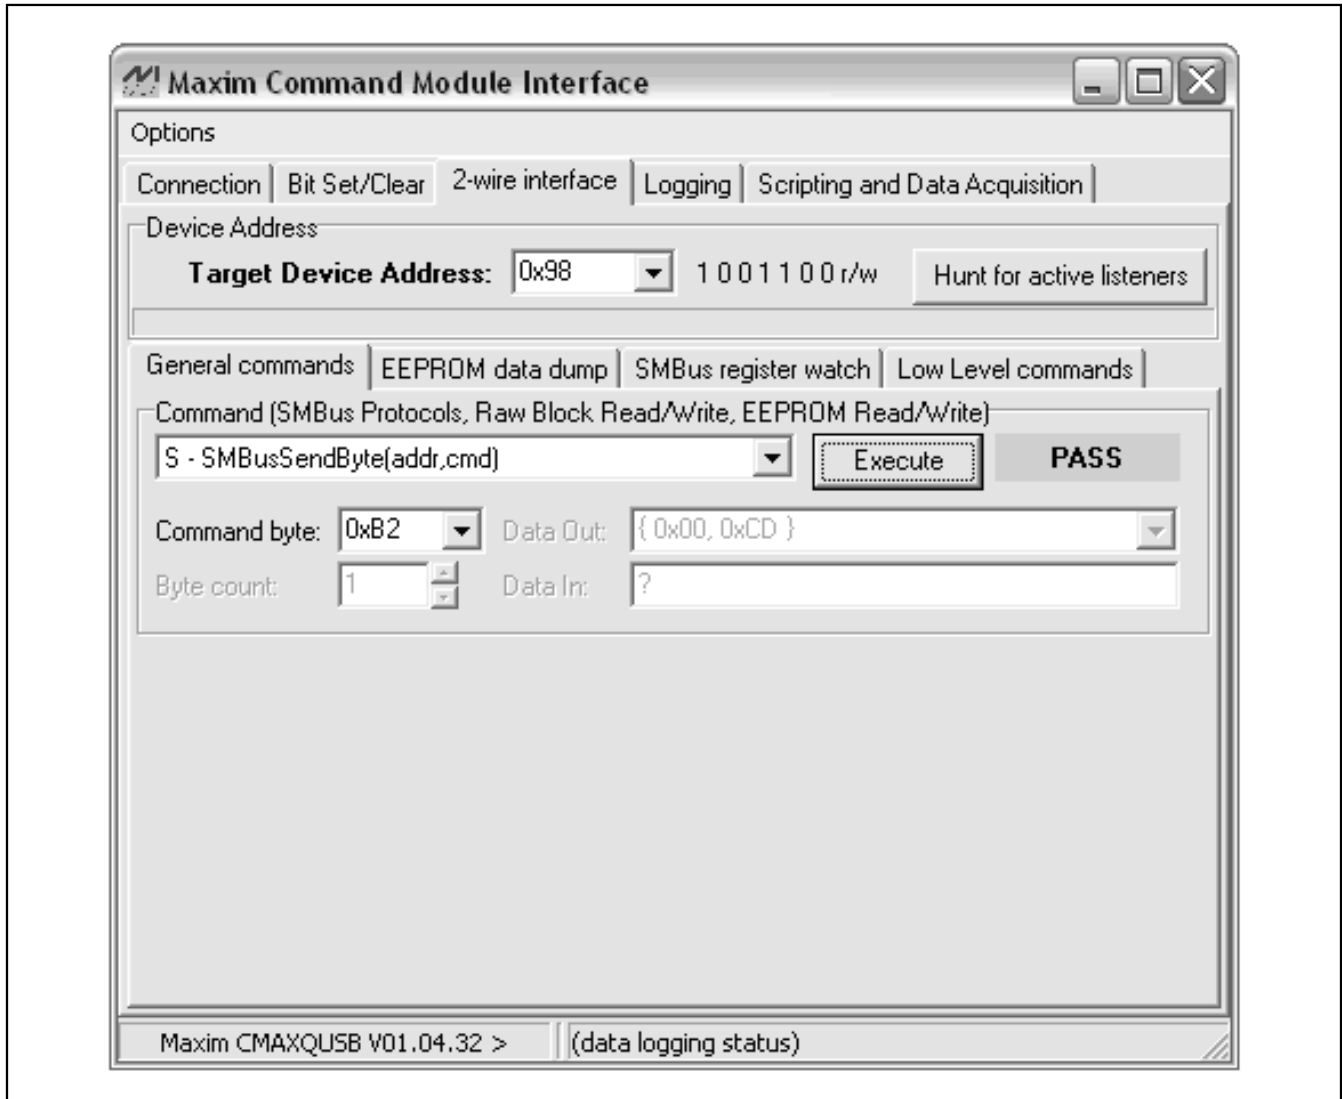 Maxim Command Module Interface
Options
Connection Bit Set/Clear 2-wire interface Logging Scripting and Data Acquisition
Device Address
Target Device Address: 0x98 1 0 0 1 1 0 0 r/w Hunt for active listeners
General commands EEPROM data dump SMBus register watch Low Level commands
Command (SMBus Protocols, Raw Block Read/Write, EEPROM Read/Write)
S - SMBusSendByte(addr,cmd) Execute PASS
Command byte: 0xB2 Data Out: { 0x00, 0xCD }
Byte count: 1 Data In: ?
Maxim CMAXQUSB V01.04.32 > (data logging status)